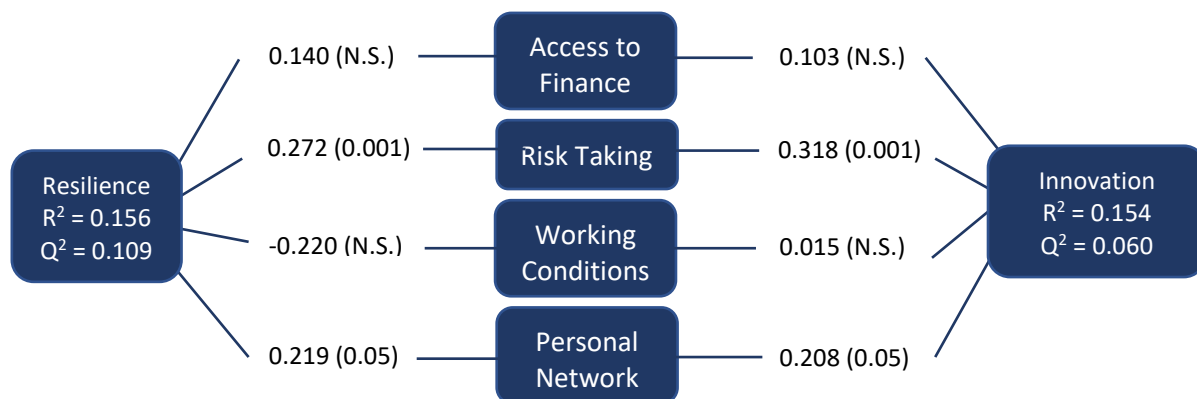 0.140 (N.S.)
Access to
Finance
0.103 (N.S.)
0.272 (0.001)
Risk Taking
0.318 (0.001)
Resilience
R² = 0.156
Q² = 0.109
Innovation
R² = 0.154
Q² = 0.060
-0.220 (N.S.)
Working
Conditions
0.015 (N.S.)
0.219 (0.05)
Personal
Network
0.208 (0.05)